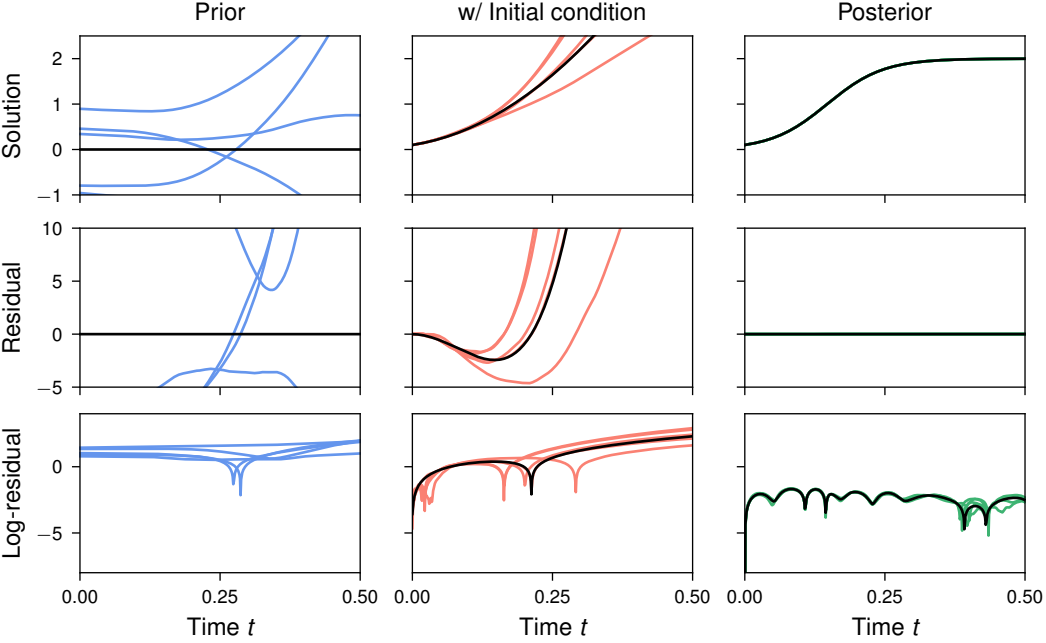 Prior
w/ Initial condition
Posterior
Solution
2
1
0
−1
Residual
10
5
0
−5
Log-residual
0
−5
0.00 0.25 0.50
0.00 0.25 0.50
0.00 0.25 0.50
Time t
Time t
Time t